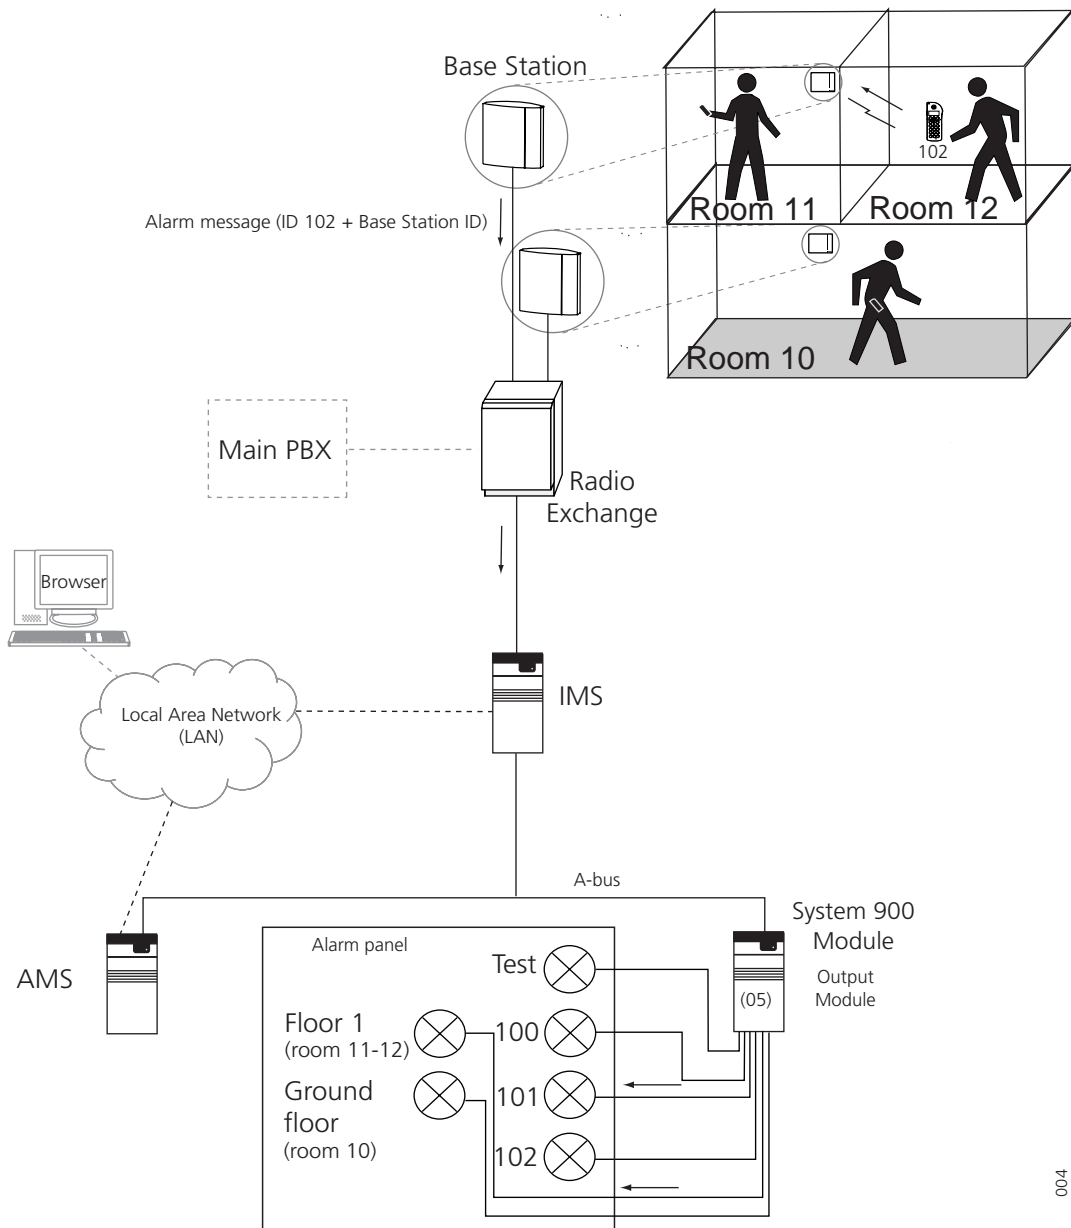 Base Station
102
Room 11
Room 12
Alarm message (ID 102 + Base Station ID)
Room 10
Main PBX
Radio
Exchange
Browser
IMS
Local Area Network
(LAN)
A-bus
System 900
Module
Output
Module
(05)
AMS
Alarm panel
Test
Floor 1
(room 11-12)
100
Ground
floor
(room 10)
101
102
004